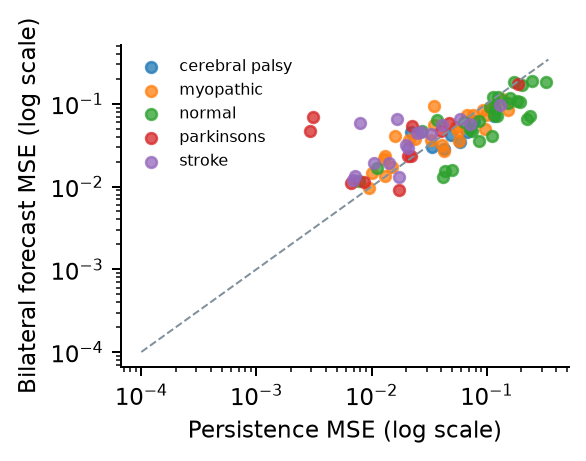 Bilateral forecast MSE (log scale)
10⁻¹
10⁻²
10⁻³
10⁻⁴
cerebral palsy
myopathic
normal
parkinsons
stroke
10⁻⁴ 10⁻³ 10⁻² 10⁻¹
Persistence MSE (log scale)